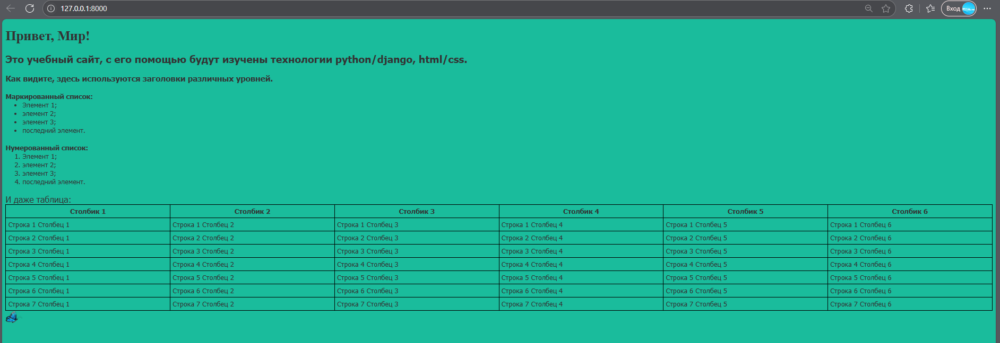 127.0.0.1:8000
Вход
Привет, Мир!
Это учебный сайт, с его помощью будут изучены технологии python/django, html/css.
Как видите, здесь используются заголовки различных уровней.
Маркированный список:
• Элемент 1;
• элемент 2;
• элемент 3;
• последний элемент.
Нумерованный список:
1. Элемент 1;
2. элемент 2;
3. элемент 3;
4. последний элемент.
И даже таблица:
Столбик 1 Столбик 2 Столбик 3 Столбик 4 Столбик 5 Столбик 6
Строка 1 Столбец 1 Строка 1 Столбец 2 Строка 1 Столбец 3 Строка 1 Столбец 4 Строка 1 Столбец 5 Строка 1 Столбец 6
Строка 2 Столбец 1 Строка 2 Столбец 2 Строка 2 Столбец 3 Строка 2 Столбец 4 Строка 2 Столбец 5 Строка 2 Столбец 6
Строка 3 Столбец 1 Строка 3 Столбец 2 Строка 3 Столбец 3 Строка 3 Столбец 4 Строка 3 Столбец 5 Строка 3 Столбец 6
Строка 4 Столбец 1 Строка 4 Столбец 2 Строка 4 Столбец 3 Строка 4 Столбец 4 Строка 4 Столбец 5 Строка 4 Столбец 6
Строка 5 Столбец 1 Строка 5 Столбец 2 Строка 5 Столбец 3 Строка 5 Столбец 4 Строка 5 Столбец 5 Строка 5 Столбец 6
Строка 6 Столбец 1 Строка 6 Столбец 2 Строка 6 Столбец 3 Строка 6 Столбец 4 Строка 6 Столбец 5 Строка 6 Столбец 6
Строка 7 Столбец 1 Строка 7 Столбец 2 Строка 7 Столбец 3 Строка 7 Столбец 4 Строка 7 Столбец 5 Строка 7 Столбец 6